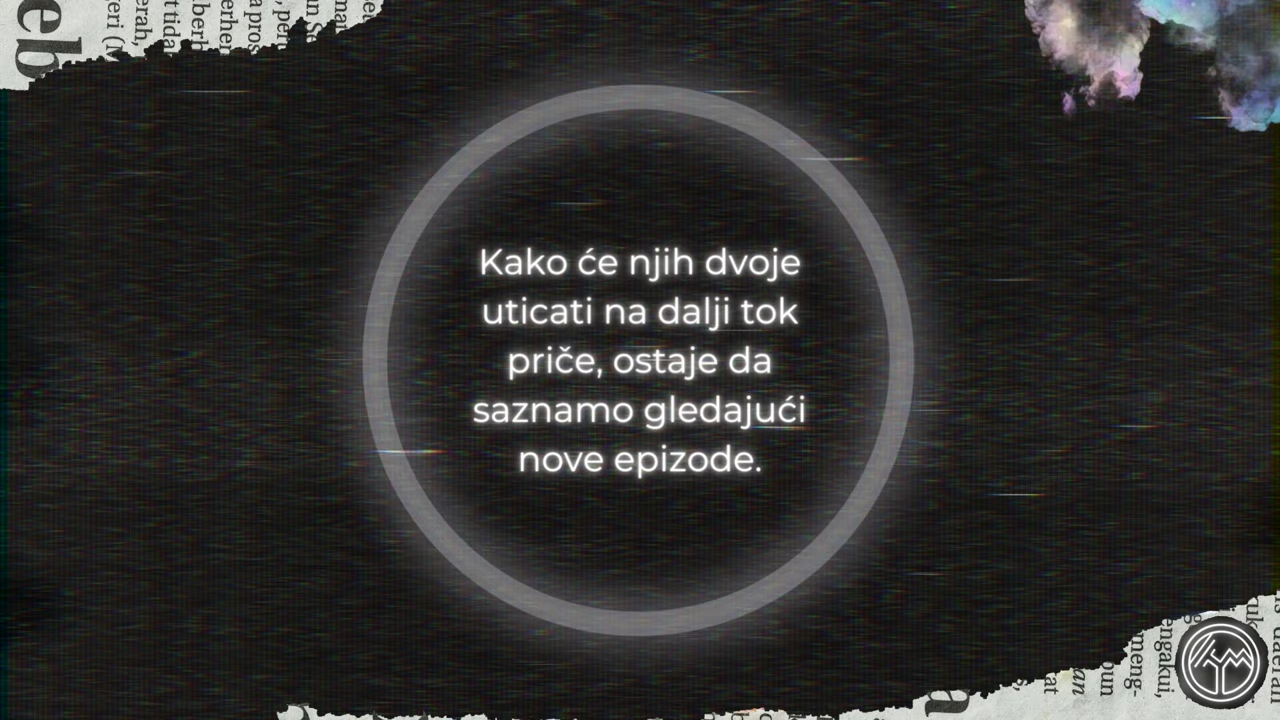 Kako će njih dvoje
uticati na dalji tok
priče, ostaje da
saznamo gledajući
nove epizode.